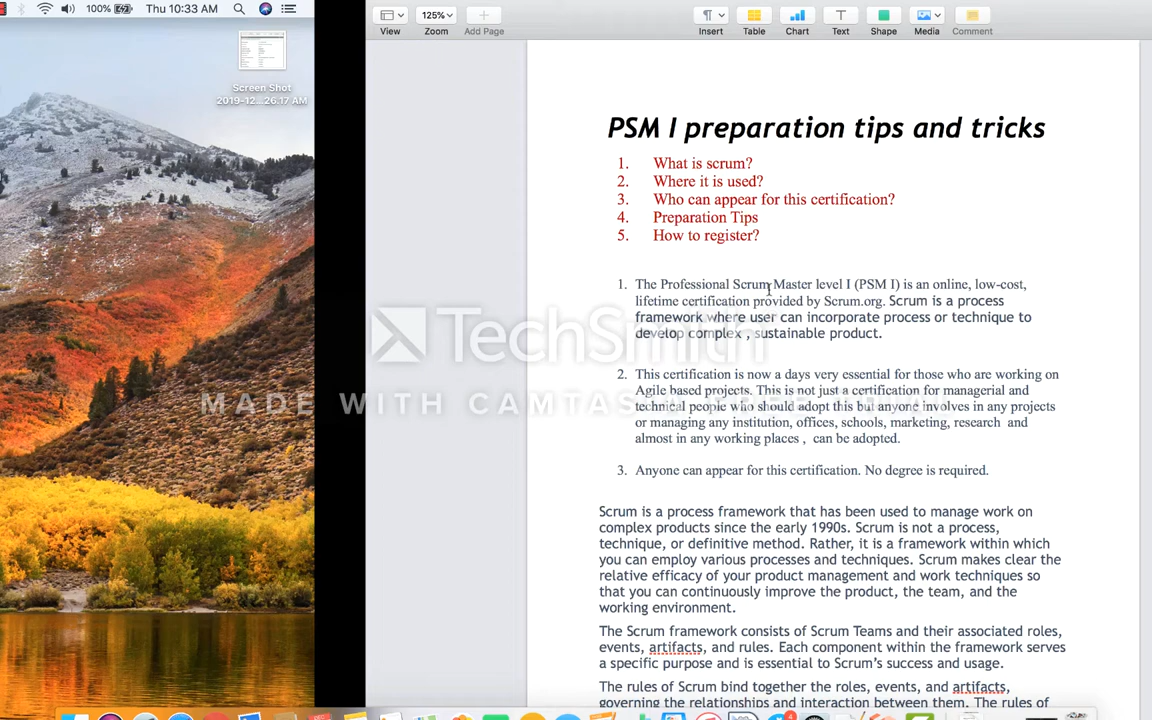 100% Thu 10:33 AM
Screen Shot
2019-12...26.17 AM
125%
View Zoom Add Page Insert Table Chart Text Shape Media Comment
PSM I preparation tips and tricks
1. What is scrum?
2. Where it is used?
3. Who can appear for this certification?
4. Preparation Tips
5. How to register?
1. The Professional Scrum Master level I (PSM I) is an online, low-cost,
lifetime certification provided by Scrum.org. Scrum is a process
framework where user can incorporate process or technique to
develop complex , sustainable product.
TechSmith
2. This certification is now a days very essential for those who are working on
Agile based projects. This is not just a certification for managerial and
technical people who should adopt this but anyone involves in any projects
or managing any institution, offices, schools, marketing, research and
almost in any working places , can be adopted.
MADE WITH CAMTASIA FREE
3. Anyone can appear for this certification. No degree is required.
Scrum is a process framework that has been used to manage work on
complex products since the early 1990s. Scrum is not a process,
technique, or definitive method. Rather, it is a framework within which
you can employ various processes and techniques. Scrum makes clear the
relative efficacy of your product management and work techniques so
that you can continuously improve the product, the team, and the
working environment.
The Scrum framework consists of Scrum Teams and their associated roles,
events, artifacts, and rules. Each component within the framework serves
a specific purpose and is essential to Scrum's success and usage.
The rules of Scrum bind together the roles, events, and artifacts,
governing the relationships and interaction between them. The rules of